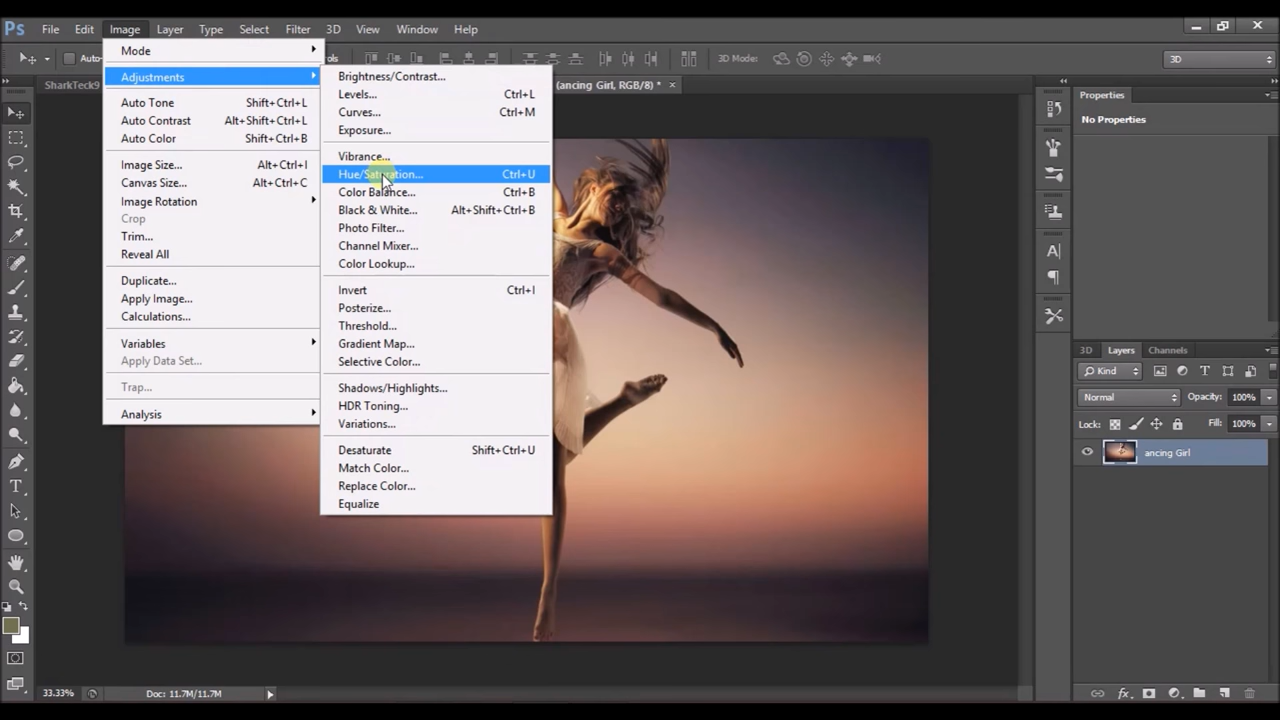 Ps File Edit Image Layer Type Select Filter 3D View Window Help
Auto- 3D Mode: 3D
SharkTeck9 (ancing Girl, RGB/8) * ×
Mode
Adjustments
Auto Tone Shift+Ctrl+L
Auto Contrast Alt+Shift+Ctrl+L
Auto Color Shift+Ctrl+B
Image Size... Alt+Ctrl+I
Canvas Size... Alt+Ctrl+C
Image Rotation
Crop
Trim...
Reveal All
Duplicate...
Apply Image...
Calculations...
Variables
Apply Data Set...
Trap...
Analysis
Brightness/Contrast...
Levels... Ctrl+L
Curves... Ctrl+M
Exposure...
Vibrance...
Hue/Saturation... Ctrl+U
Color Balance... Ctrl+B
Black & White... Alt+Shift+Ctrl+B
Photo Filter...
Channel Mixer...
Color Lookup...
Invert Ctrl+I
Posterize...
Threshold...
Gradient Map...
Selective Color...
Shadows/Highlights...
HDR Toning...
Variations...
Desaturate Shift+Ctrl+U
Match Color...
Replace Color...
Equalize
Properties
No Properties
3D Layers Channels
Kind
Normal Opacity: 100%
Lock: Fill: 100%
ancing Girl
33.33% Doc: 11.7M/11.7M